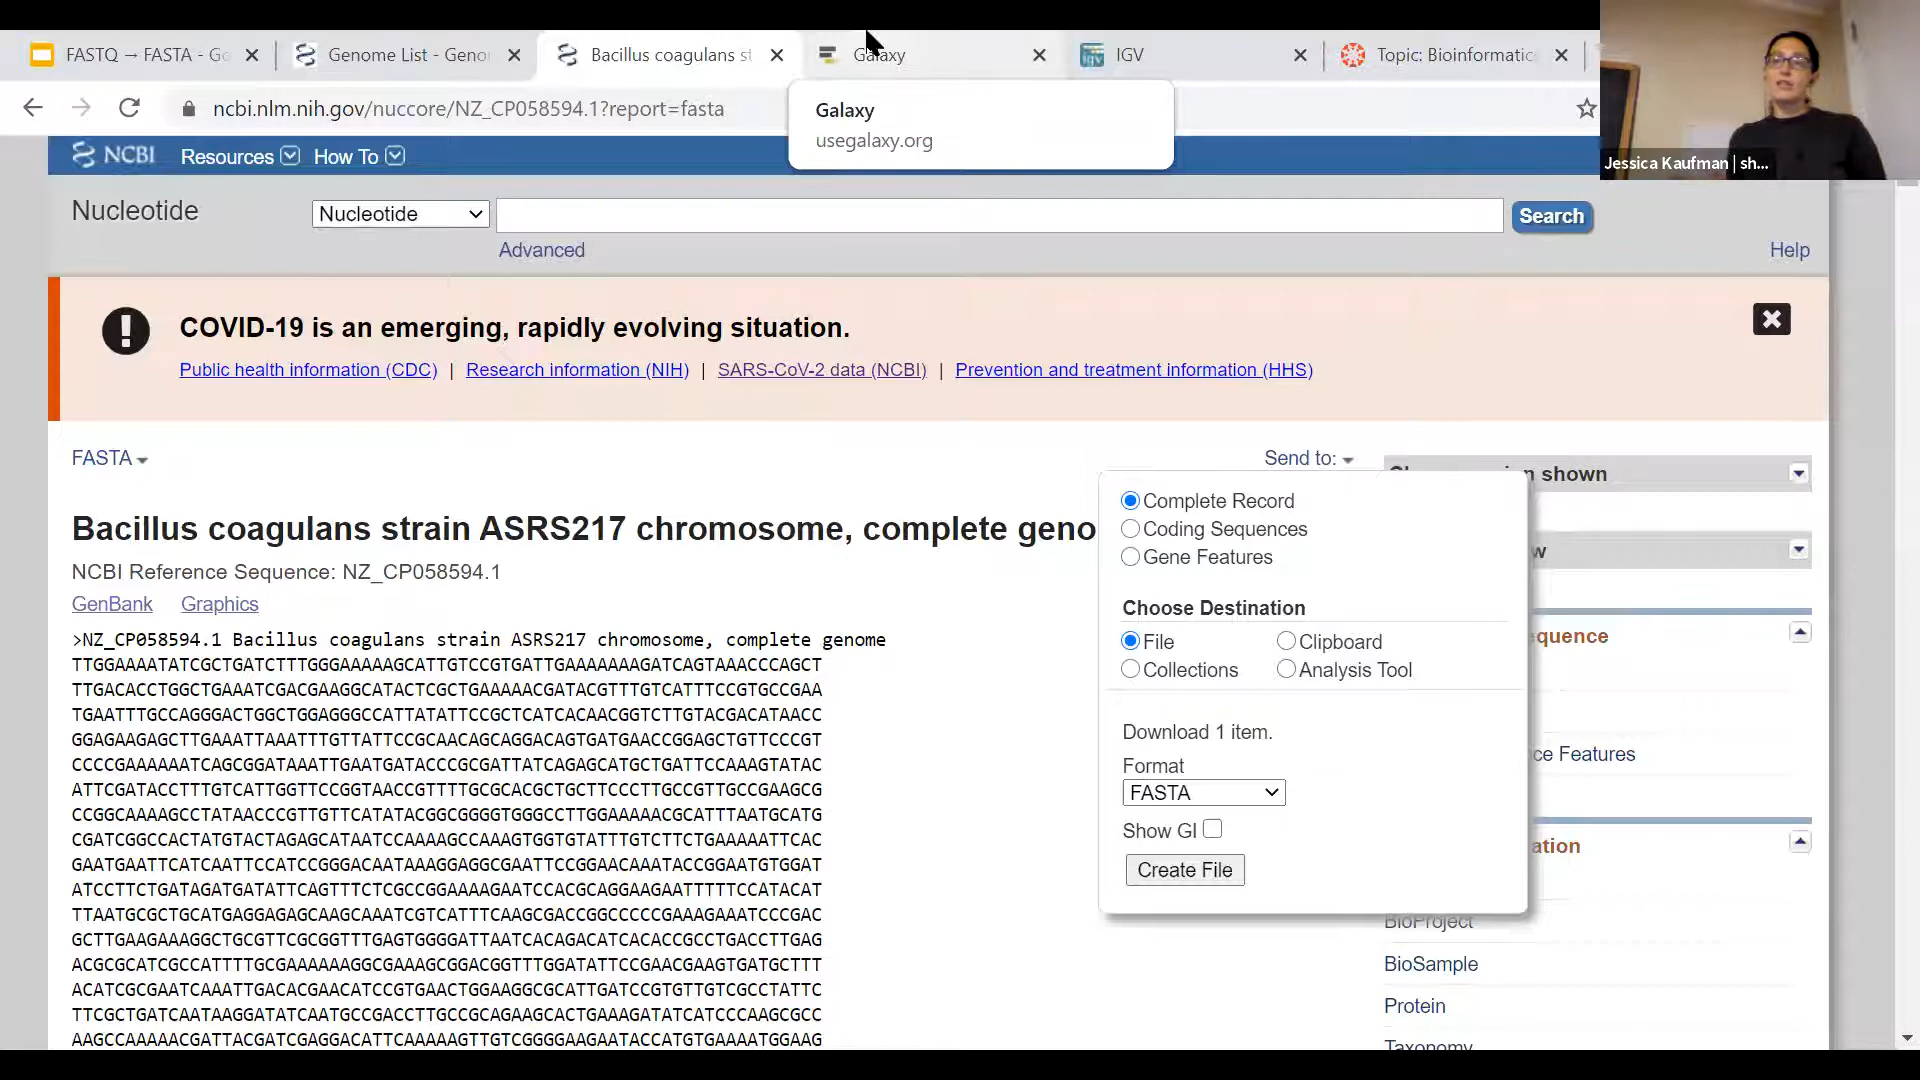 FASTQ → FASTA - Go
Genome List - Geno
Bacillus coagulans st
Galaxy
IGV
Topic: Bioinformatic
ncbi.nlm.nih.gov/nuccore/NZ_CP058594.1?report=fasta
Galaxy
usegalaxy.org
Jessica Kaufman | sh...
NCBI Resources How To
Nucleotide
Nucleotide
Search
Advanced
Help
COVID-19 is an emerging, rapidly evolving situation.
Public health information (CDC) | Research information (NIH) | SARS-CoV-2 data (NCBI) | Prevention and treatment information (HHS)
FASTA
Send to:
n shown
Bacillus coagulans strain ASRS217 chromosome, complete geno
NCBI Reference Sequence: NZ_CP058594.1
GenBank Graphics
>NZ_CP058594.1 Bacillus coagulans strain ASRS217 chromosome, complete genome
TTGGAAAATATCGCTGATCTTTGGGAAAAAGCATTGTCCGTGATTGAAAAAAAGATCAGTAAACCCAGCT
TTGACACCTGGCTGAAATCGACGAAGGCATACTCGCTGAAAAACGATACGTTTGTCATTTCCGTGCCGAA
TGAATTTGCCAGGGACTGGCTGGAGGGCCATTATATTCCGCTCATCACAACGGTCTTGTACGACATAACC
GGAGAAGAGCTTGAAATTAAATTTGTTATTCCGCAACAGCAGGACAGTGATGAACCGGAGCTGTTCCCGT
CCCCGAAAAAATCAGCGGATAAATTGAATGATACCCGCGATTATCAGAGCATGCTGATTCCAAAGTATAC
ATTCGATACCTTTGTCATTGGTTCCGGTAACCGTTTTGCGCACGCTGCTTCCCTTGCCGTTGCCGAAGCG
CCGGCAAAAGCCTATAACCCGTTGTTCATATACGGCGGGGTGGGCCTTGGAAAAACGCATTTAATGCATG
CGATCGGCCACTATGTACTAGAGCATAATCCAAAAGCCAAAGTGGTGTATTTGTCTTCTGAAAAATTCAC
GAATGAATTCATCAATTCCATCCGGGACAATAAAGGAGGCGAATTCCGGAACAAATACCGGAATGTGGAT
ATCCTTCTGATAGATGATATTCAGTTTCTCGCCGGAAAAGAATCCACGCAGGAAGAATTTTTCCATACAT
TTAATGCGCTGCATGAGGAGAGCAAGCAAATCGTCATTTCAAGCGACCGGCCCCCGAAAGAAATCCCGAC
GCTTGAAGAAAGGCTGCGTTCGCGGTTTGAGTGGGGATTAATCACAGACATCACACCGCCTGACCTTGAG
ACGCGCATCGCCATTTTGCGAAAAAAGGCGAAAGCGGACGGTTTGGATATTCCGAACGAAGTGATGCTTT
ACATCGCGAATCAAATTGACACGAACATCCGTGAACTGGAAGGCGCATTGATCCGTGTTGTCGCCTATTC
TTCGCTGATCAATAAGGATATCAATGCCGACCTTGCCGCAGAAGCACTGAAAGATATCATCCCAAGCGCC
AAGCCAAAAACGATTACGATCGAGGACATTCAAAAAGTTGTCGGGGAAGAATACCATGTGAAAATGGAAG
Complete Record
Coding Sequences
Gene Features
Choose Destination
File Clipboard
Collections Analysis Tool
Download 1 item.
Format
FASTA
Show GI
Create File
w
equence
ce Features
ation
BioProject
BioSample
Protein
Taxonomy